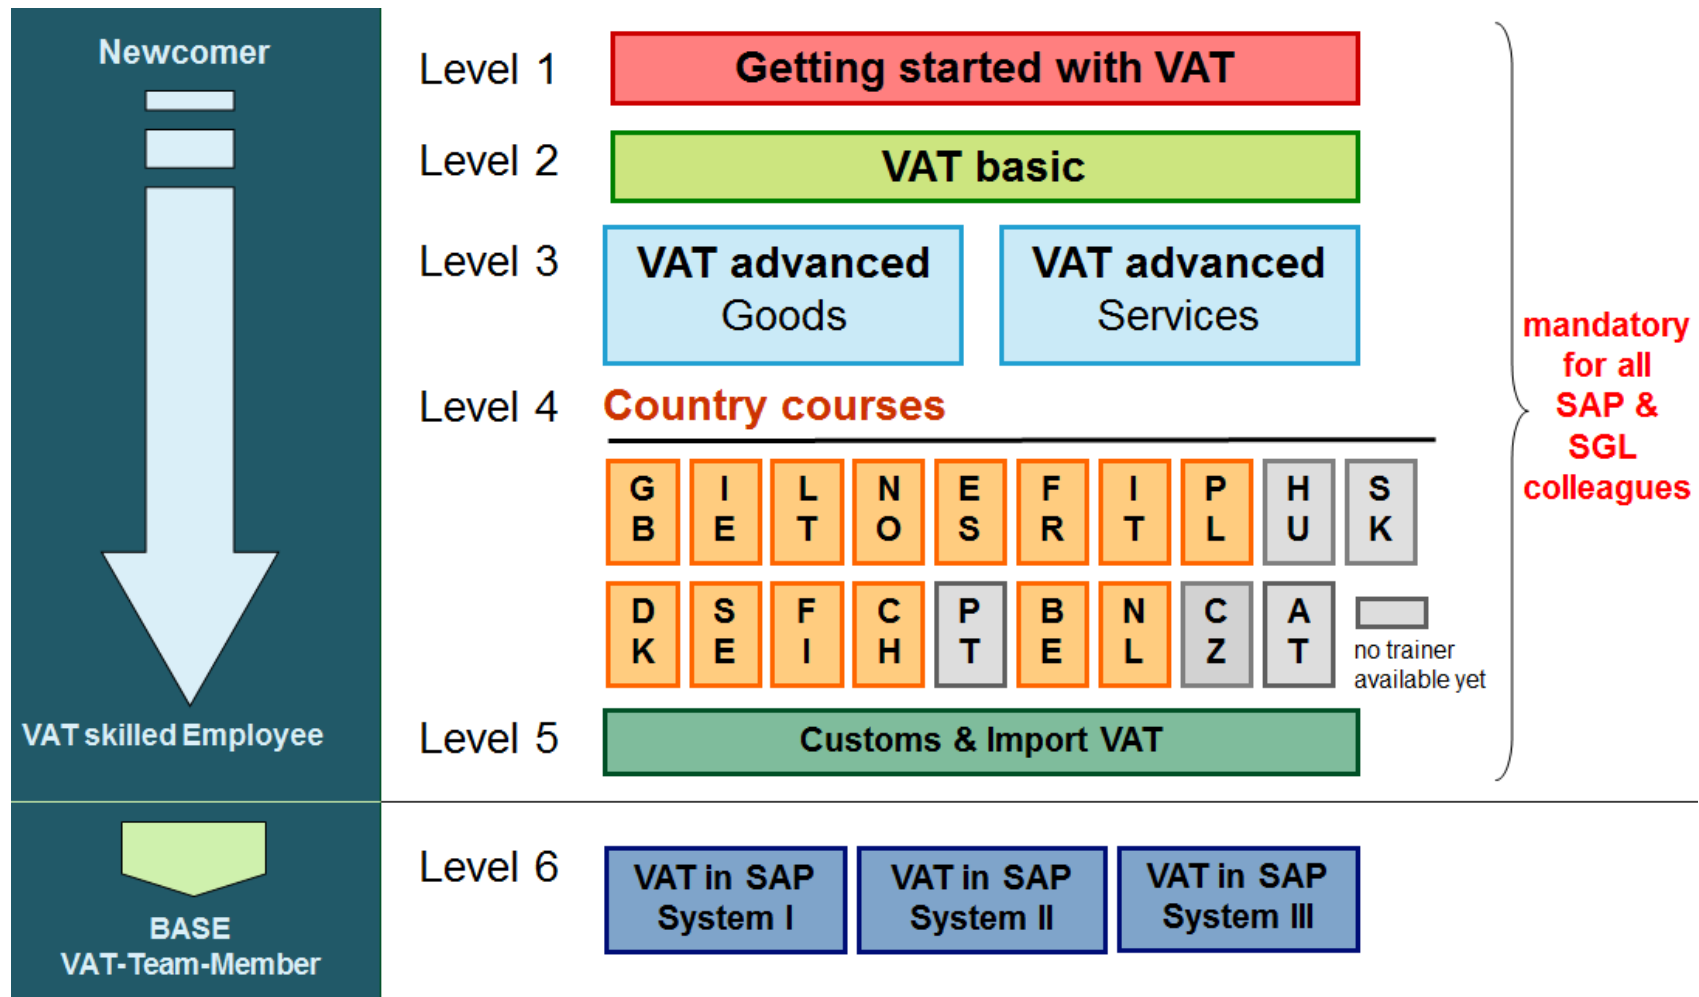 Newcomer
Level 1
Getting started with VAT
Level 2
VAT basic
Level 3
VAT advanced
Goods
VAT advanced
Services
Level 4
Country courses
G
B
I
E
L
T
N
O
E
S
F
R
I
T
P
L
H
U
S
K
D
K
S
E
F
I
C
H
P
T
B
E
N
L
C
Z
A
T
no trainer
available yet
VAT skilled Employee
Level 5
Customs & Import VAT
mandatory
for all
SAP &
SGL
colleagues
Level 6
VAT in SAP
System I
VAT in SAP
System II
VAT in SAP
System III
BASE
VAT-Team-Member